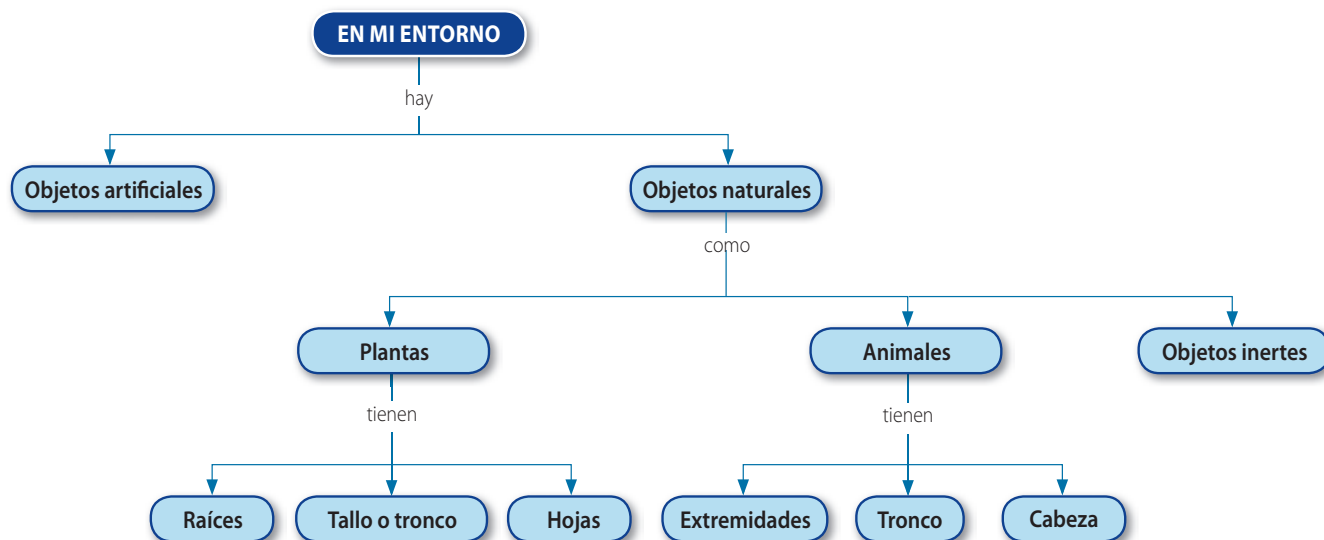 EN MI ENTORNO
hay
Objetos artificiales
Objetos naturales
como
Plantas
Animales
Objetos inertes
tienen
tienen
Raíces
Tallo o tronco
Hojas
Extremidades
Tronco
Cabeza